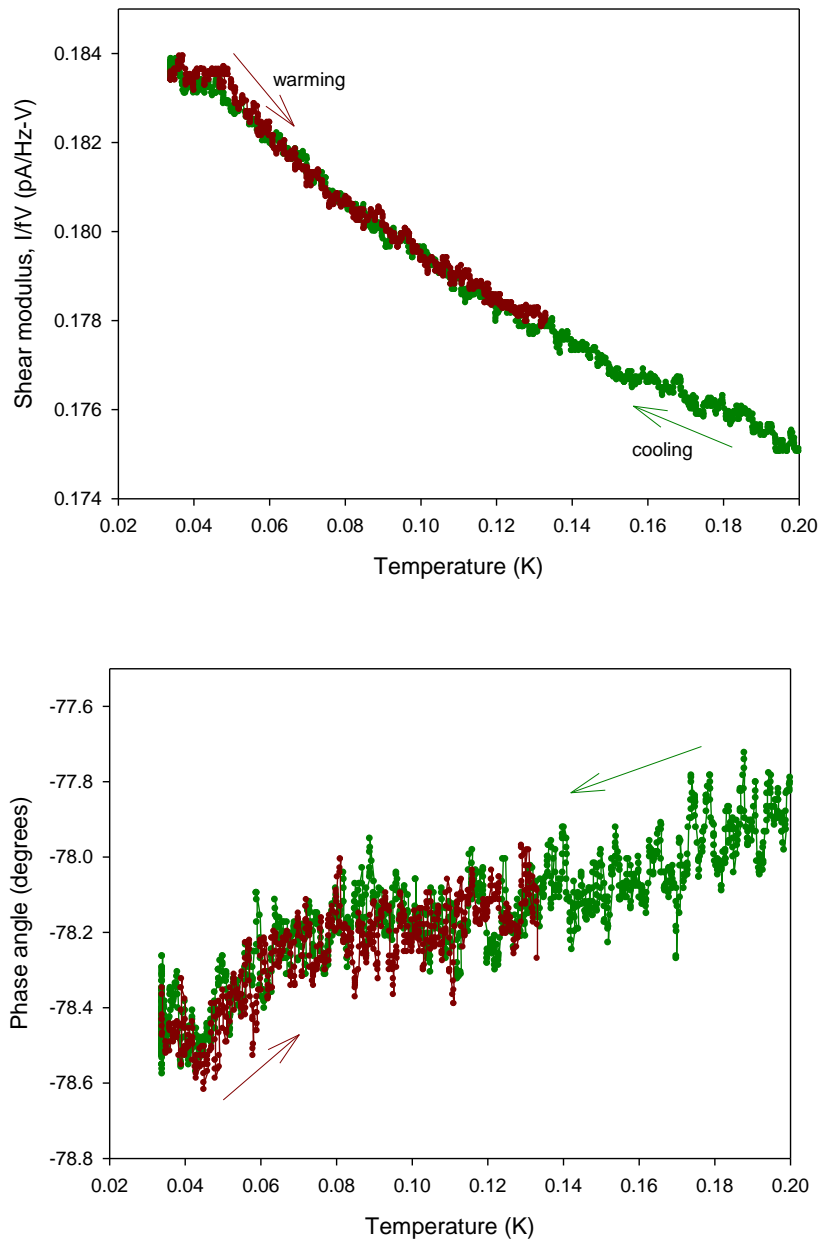 0.184
0.182
0.180
0.178
0.176
0.174
Shear modulus, I/fV (pA/Hz-V)
warming
cooling
0.02 0.04 0.06 0.08 0.10 0.12 0.14 0.16 0.18 0.20
Temperature (K)
-77.6
-77.8
-78.0
-78.2
-78.4
-78.6
-78.8
Phase angle (degrees)
0.02 0.04 0.06 0.08 0.10 0.12 0.14 0.16 0.18 0.20
Temperature (K)